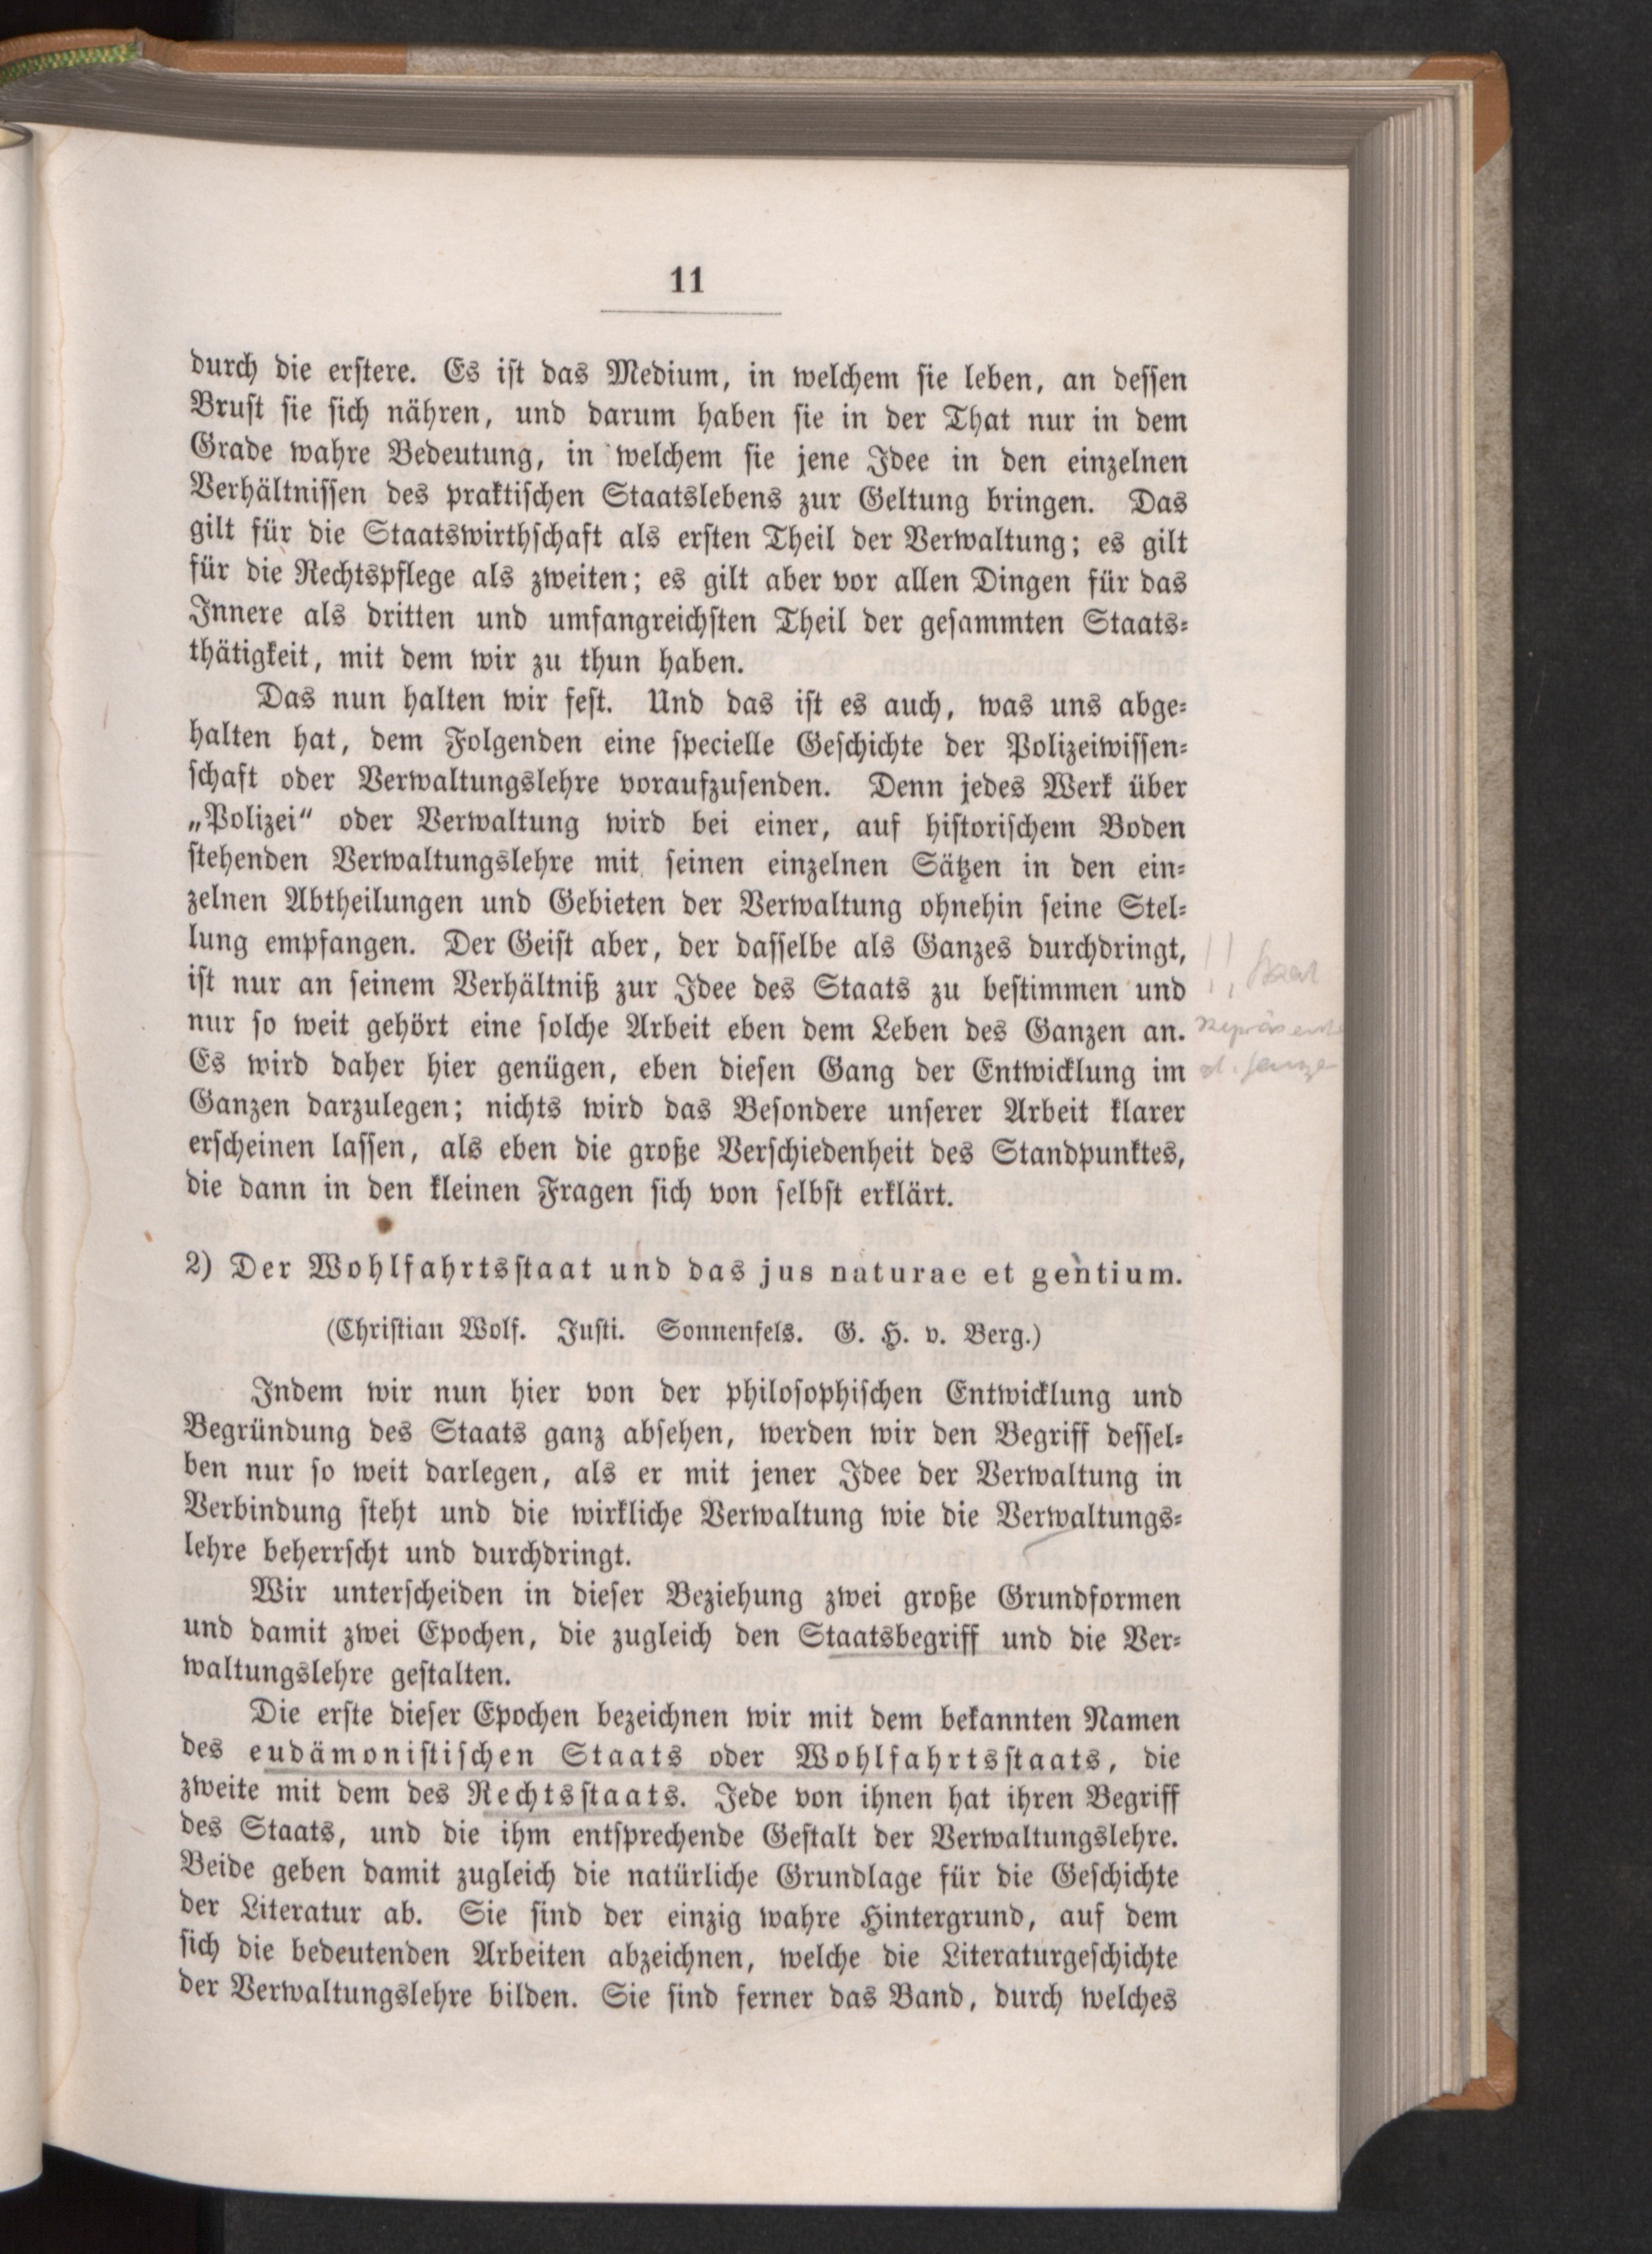 11
durch die erstere. Es ist das Medium, in welchem sie leben, an dessen
Brust sie sich nähren, und darum haben sie in der That nur in dem
Grade wahre Bedeutung, in welchem sie jene Idee in den einzelnen
Verhältnissen des praktischen Staatslebens zur Geltung bringen. Das
gilt für die Staatswirthschaft als ersten Theil der Verwaltung; es gilt
für die Rechtspflege als zweiten; es gilt aber vor allen Dingen für das
Innere als dritten und umfangreichsten Theil der gesammten Staats-
thätigkeit, mit dem wir zu thun haben.
Das nun halten wir fest. Und das ist es auch, was uns abge-
halten hat, dem Folgenden eine specielle Geschichte der Polizeiwissen-
schaft oder Verwaltungslehre voraufzusenden. Denn jedes Werk über
„Polizei“ oder Verwaltung wird bei einer, auf historischem Boden
stehenden Verwaltungslehre mit seinen einzelnen Sätzen in den ein-
zelnen Abtheilungen und Gebieten der Verwaltung ohnehin seine Stel-
lung empfangen. Der Geist aber, der dasselbe als Ganzes durchdringt,
ist nur an seinem Verhältniß zur Idee des Staats zu bestimmen und
nur so weit gehört eine solche Arbeit eben dem Leben des Ganzen an.
Es wird daher hier genügen, eben diesen Gang der Entwicklung im
Ganzen darzulegen; nichts wird das Besondere unserer Arbeit klarer
erscheinen lassen, als eben die große Verschiedenheit des Standpunktes,
die dann in den kleinen Fragen sich von selbst erklärt.
!! Staat
2) Der Wohlfahrtsstaat und das jus naturae et gentium.
(Christian Wolf. Justi. Sonnenfels. G. H. v. Berg.)
Indem wir nun hier von der philosophischen Entwicklung und
Begründung des Staats ganz absehen, werden wir den Begriff dessel-
ben nur so weit darlegen, als er mit jener Idee der Verwaltung in
Verbindung steht und die wirkliche Verwaltung wie die Verwaltungs-
lehre beherrscht und durchdringt.
Wir unterscheiden in dieser Beziehung zwei große Grundformen
und damit zwei Epochen, die zugleich den Staatsbegriff und die Ver-
waltungslehre gestalten.
Die erste dieser Epochen bezeichnen wir mit dem bekannten Namen
des eudämonistischen Staats oder Wohlfahrtsstaats, die
zweite mit dem des Rechtsstaats. Jede von ihnen hat ihren Begriff
des Staats, und die ihm entsprechende Gestalt der Verwaltungslehre.
Beide geben damit zugleich die natürliche Grundlage für die Geschichte
der Literatur ab. Sie sind der einzig wahre Hintergrund, auf dem
sich die bedeutenden Arbeiten abzeichnen, welche die Literaturgeschichte
der Verwaltungslehre bilden. Sie sind ferner das Band, durch welches